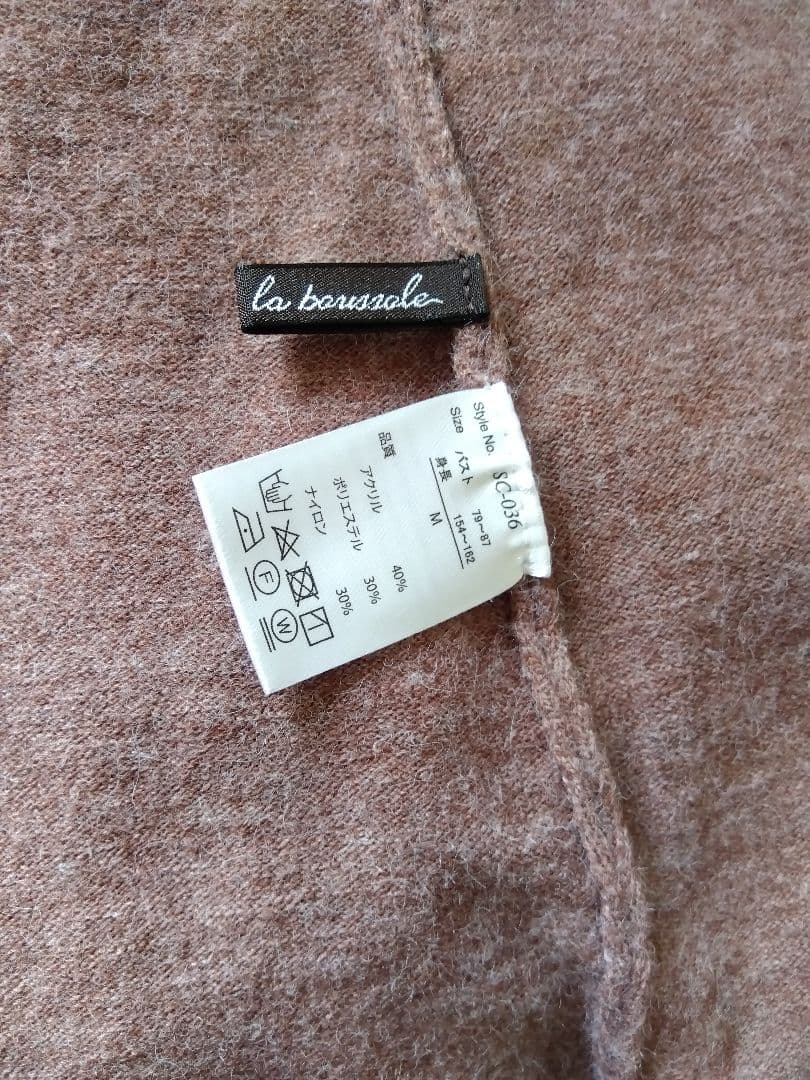 la boussole
Style No. SC-036
Size バスト 79〜87
身長 154〜162
M
品質 アクリル 40%
ポリエステル 30%
ナイロン 30%
F
W